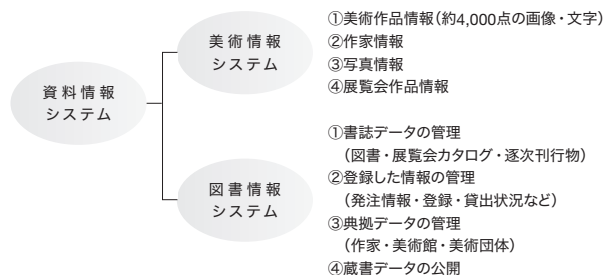 資料情報
システム
美術情報
システム
①美術作品情報(約4,000点の画像・文字)
②作家情報
③写真情報
④展覧会作品情報
図書情報
システム
①書誌データの管理
(図書・展覧会カタログ・逐次刊行物)
②登録した情報の管理
(発注情報・登録・貸出状況など)
③典拠データの管理
(作家・美術館・美術団体)
④蔵書データの公開